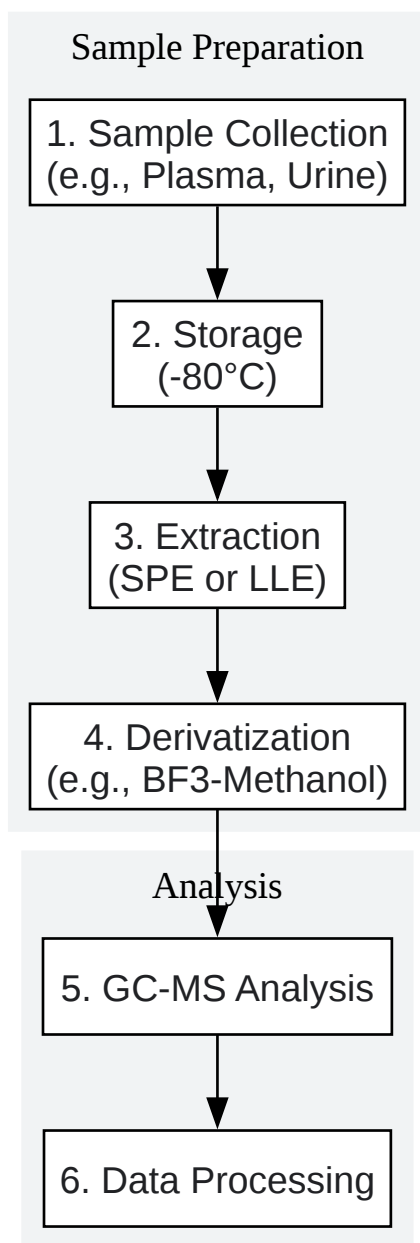 Sample Preparation
1. Sample Collection
(e.g., Plasma, Urine)
2. Storage
(-80°C)
3. Extraction
(SPE or LLE)
4. Derivatization
(e.g., BF3-Methanol)
Analysis
5. GC-MS Analysis
6. Data Processing